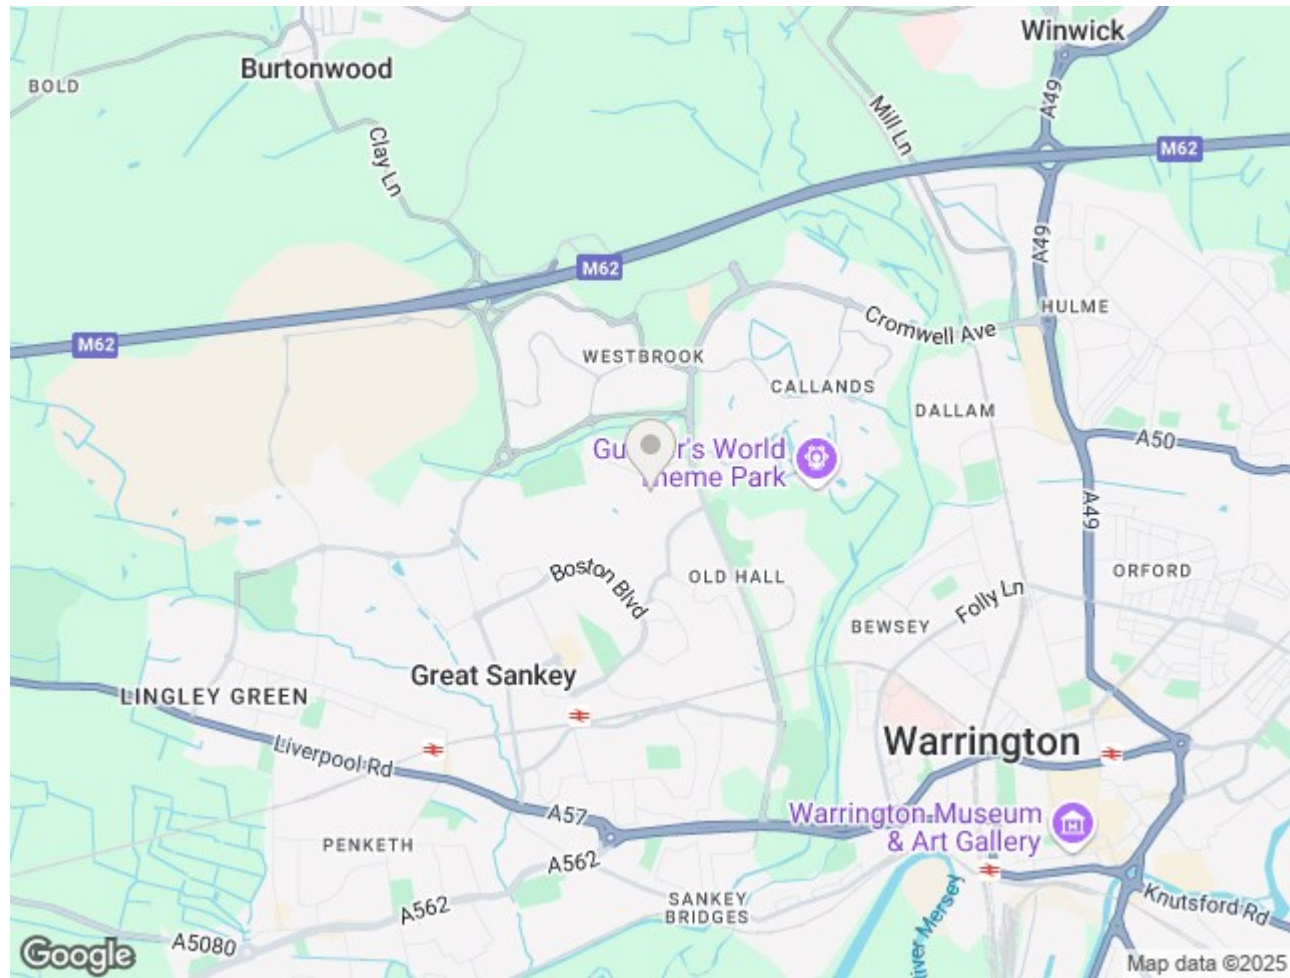 Winwick
Burtonwood
BOLD
A49
Mill Ln
Clay Ln
M62
M62
A49
M62
HULME
Cromwell Ave
WESTBROOK
CALLANDS
DALLAM
A50
World
Theme Park
A49
Boston Blvd
OLD HALL
ORFORD
Folly Ln
BEWSEY
Great Sankey
LINGLEY GREEN
Warrington
Liverpool Rd
A57
Warrington Museum
& Art Gallery
PENKETH
A562
SANKEY
BRIDGES
A562
Knutsford Rd
A5080
Mersey
Google
Map data ©2025